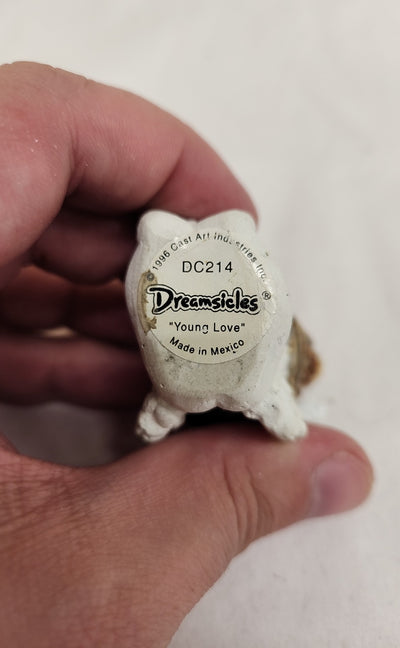 1996 Cast Art Industries Inc.
DC214
Dreamsicles®
"Young Love"
Made in Mexico